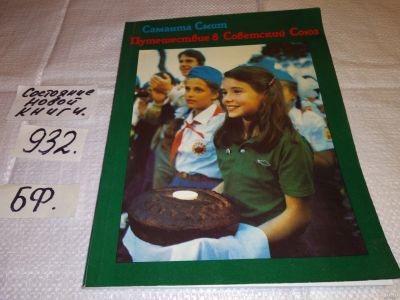 Саманта Смит
Путешествие в Советский Союз
Состояние
новой
книги.
932.
БФ.